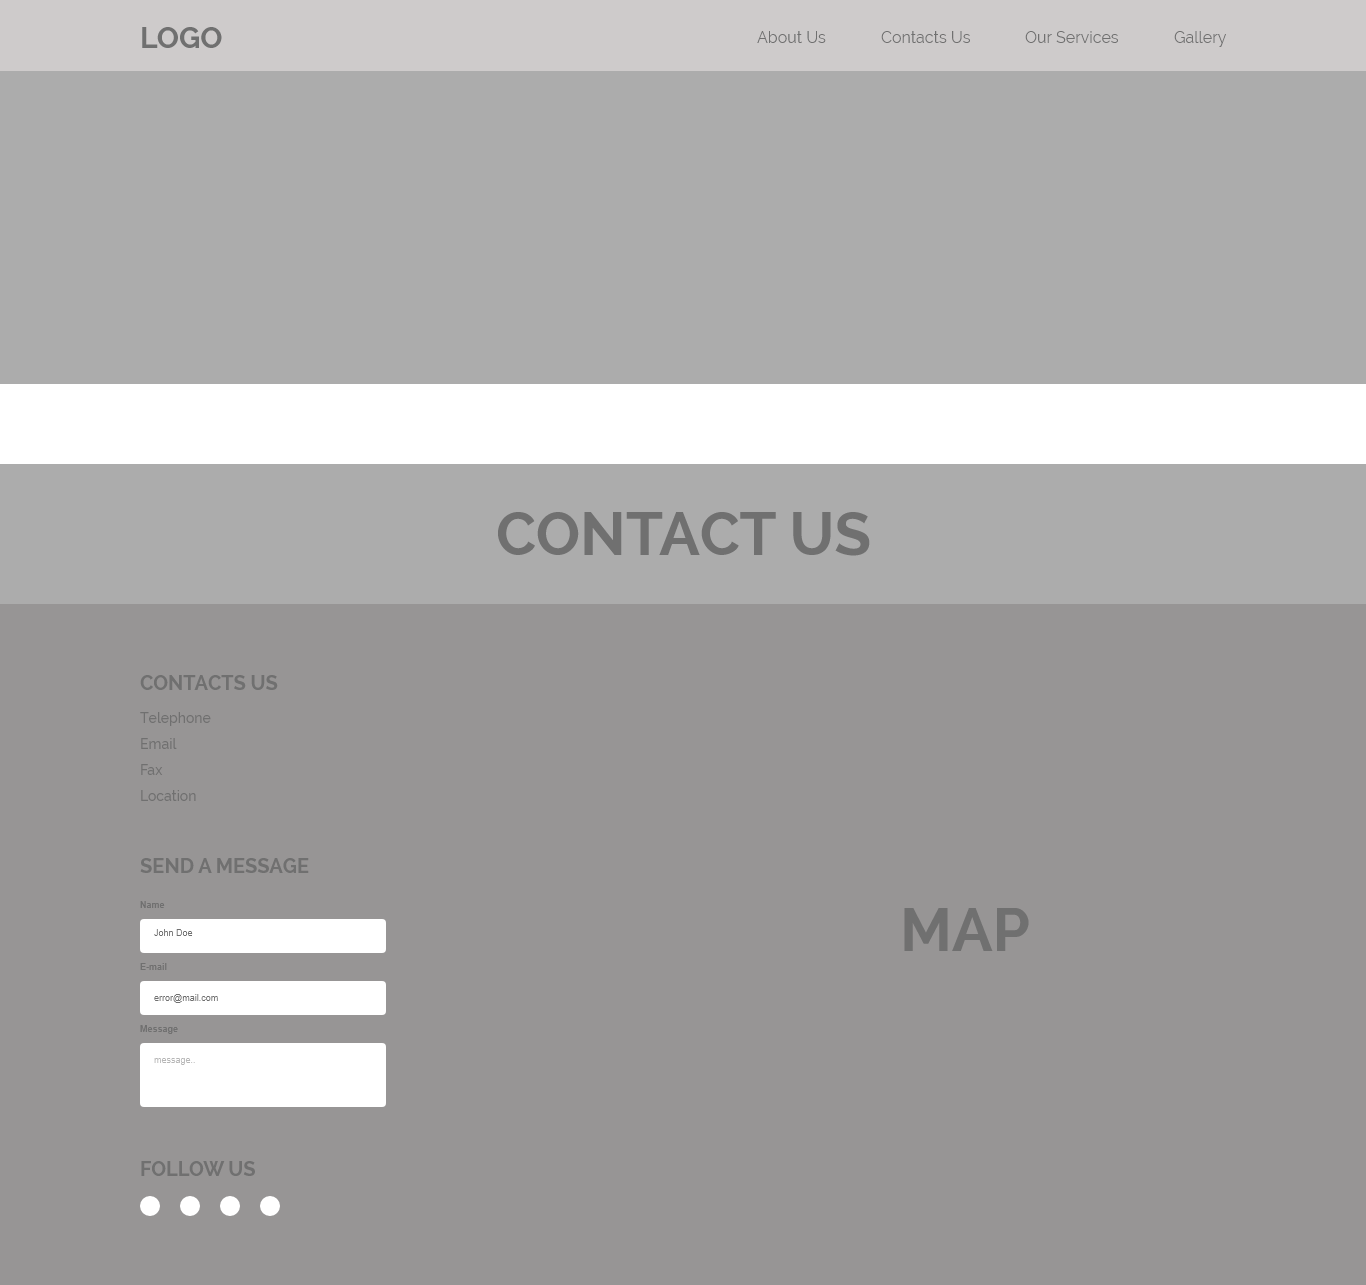 LOGO
About Us
Contacts Us
Our Services
Gallery
CONTACT US
CONTACTS US
Telephone
Email
Fax
Location
SEND A MESSAGE
Name
John Doe
E-mail
error@mail.com
Message
message..
FOLLOW US
MAP